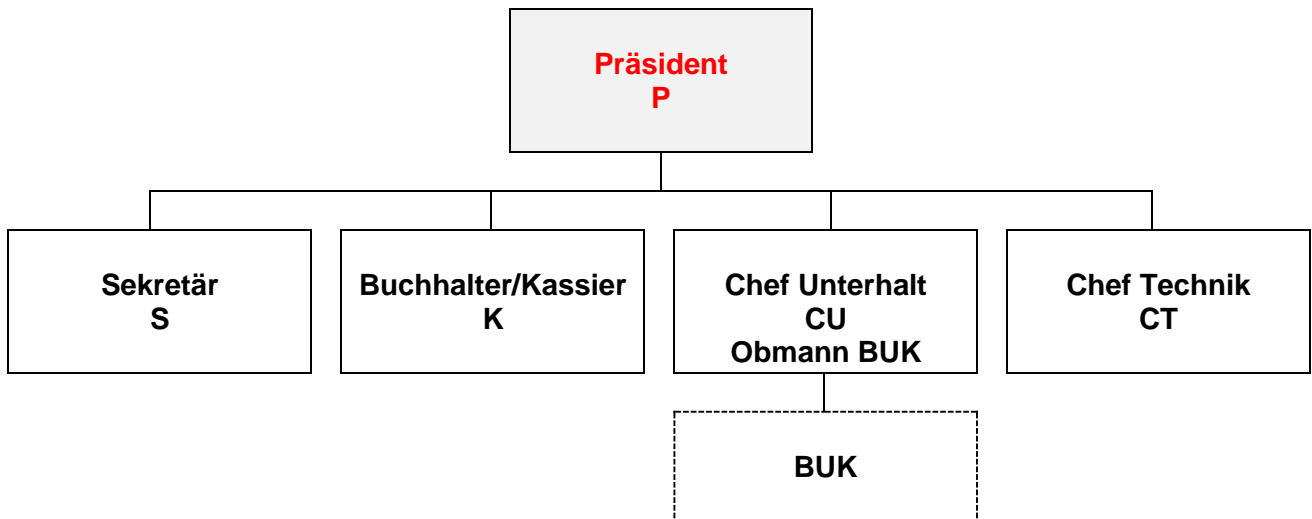 Präsident
P
Sekretär
S
Buchhalter/Kassier
K
Chef Unterhalt
CU
Obmann BUK
Chef Technik
CT
BUK